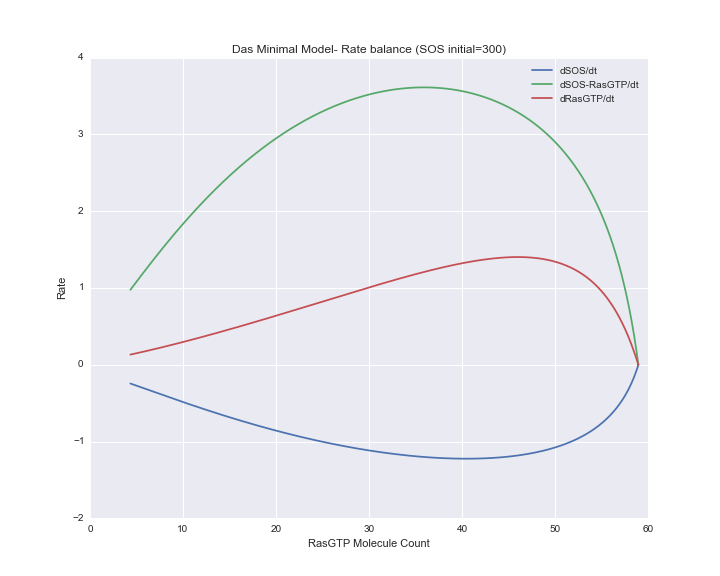 Das Minimal Model- Rate balance (SOS initial=300)
dSOS/dt
dSOS-RasGTP/dt
dRasGTP/dt
4
3
2
1
0
−1
−2
Rate
0 10 20 30 40 50 60
RasGTP Molecule Count